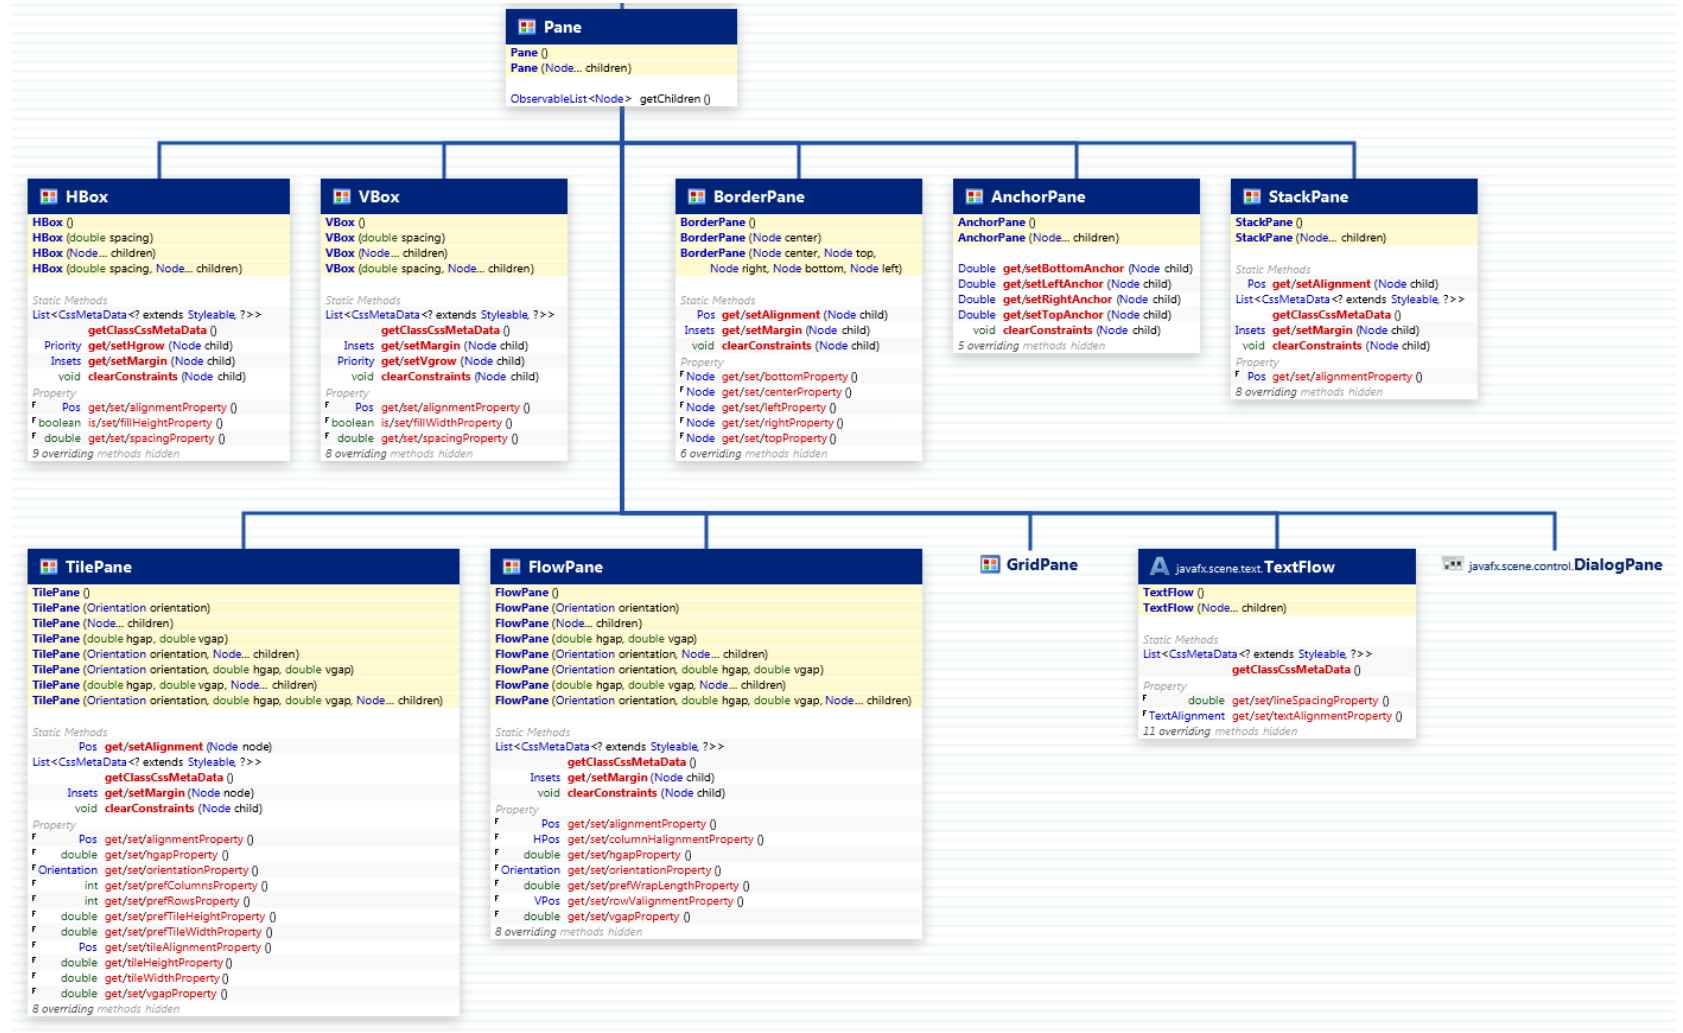 Pane
Pane ()
Pane (Node... children)
ObservableList<Node> getChildren ()
HBox
HBox ()
HBox (double spacing)
HBox (Node... children)
HBox (double spacing, Node... children)
Static Methods
List<CssMetaData<? extends Styleable, ?>>
getClassCssMetaData ()
Priority get/setHgrow (Node child)
Insets get/setMargin (Node child)
void clearConstraints (Node child)
Property
F Pos get/set/alignmentProperty ()
F boolean is/set/fillHeightProperty ()
F double get/set/spacingProperty ()
9 overriding methods hidden
VBox
VBox ()
VBox (double spacing)
VBox (Node... children)
VBox (double spacing, Node... children)
Static Methods
List<CssMetaData<? extends Styleable, ?>>
getClassCssMetaData ()
Insets get/setMargin (Node child)
Priority get/setVgrow (Node child)
void clearConstraints (Node child)
Property
F Pos get/set/alignmentProperty ()
F boolean is/set/fillWidthProperty ()
F double get/set/spacingProperty ()
8 overriding methods hidden
BorderPane
BorderPane ()
BorderPane (Node center)
BorderPane (Node center, Node top,
Node right, Node bottom, Node left)
Static Methods
Pos get/setAlignment (Node child)
Insets get/setMargin (Node child)
void clearConstraints (Node child)
Property
F Node get/set/bottomProperty ()
F Node get/set/centerProperty ()
F Node get/set/leftProperty ()
F Node get/set/rightProperty ()
F Node get/set/topProperty ()
6 overriding methods hidden
AnchorPane
AnchorPane ()
AnchorPane (Node... children)
Double get/setBottomAnchor (Node child)
Double get/setLeftAnchor (Node child)
Double get/setRightAnchor (Node child)
Double get/setTopAnchor (Node child)
void clearConstraints (Node child)
5 overriding methods hidden
StackPane
StackPane ()
StackPane (Node... children)
Static Methods
Pos get/setAlignment (Node child)
List<CssMetaData<? extends Styleable, ?>>
getClassCssMetaData ()
Insets get/setMargin (Node child)
void clearConstraints (Node child)
Property
F Pos get/set/alignmentProperty ()
8 overriding methods hidden
TilePane
TilePane ()
TilePane (Orientation orientation)
TilePane (Node... children)
TilePane (double hgap, double vgap)
TilePane (Orientation orientation, Node... children)
TilePane (Orientation orientation, double hgap, double vgap)
TilePane (double hgap, double vgap, Node... children)
TilePane (Orientation orientation, double hgap, double vgap, Node... children)
Static Methods
Pos get/setAlignment (Node node)
List<CssMetaData<? extends Styleable, ?>>
getClassCssMetaData ()
Insets get/setMargin (Node node)
void clearConstraints (Node child)
Property
F Pos get/set/alignmentProperty ()
F double get/set/hgapProperty ()
F Orientation get/set/orientationProperty ()
F int get/set/prefColumnsProperty ()
F int get/set/prefRowsProperty ()
F double get/set/prefTileHeightProperty ()
F double get/set/prefTileWidthProperty ()
F Pos get/set/tileAlignmentProperty ()
F double get/tileHeightProperty ()
F double get/tileWidthProperty ()
F double get/set/vgapProperty ()
8 overriding methods hidden
FlowPane
FlowPane ()
FlowPane (Orientation orientation)
FlowPane (Node... children)
FlowPane (double hgap, double vgap)
FlowPane (Orientation orientation, Node... children)
FlowPane (Orientation orientation, double hgap, double vgap)
FlowPane (double hgap, double vgap, Node... children)
FlowPane (Orientation orientation, double hgap, double vgap, Node... children)
Static Methods
List<CssMetaData<? extends Styleable, ?>>
getClassCssMetaData ()
Insets get/setMargin (Node child)
void clearConstraints (Node child)
Property
F Pos get/set/alignmentProperty ()
F HPos get/set/columnHalignmentProperty ()
F double get/set/hgapProperty ()
F Orientation get/set/orientationProperty ()
F double get/set/prefWrapLengthProperty ()
F VPos get/set/rowValignmentProperty ()
F double get/set/vgapProperty ()
8 overriding methods hidden
GridPane
javafx.scene.text.TextFlow
TextFlow ()
TextFlow (Node... children)
Static Methods
List<CssMetaData<? extends Styleable, ?>>
getClassCssMetaData ()
Property
F double get/set/lineSpacingProperty ()
F TextAlignment get/set/textAlignmentProperty ()
11 overriding methods hidden
javafx.scene.control.DialogPane